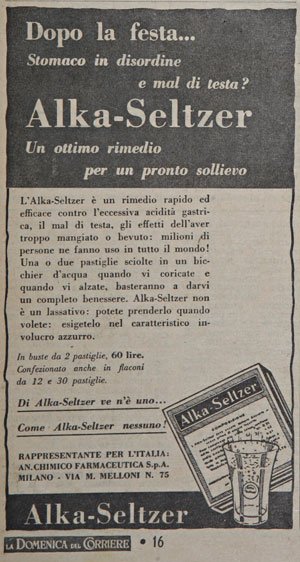 Dopo la festa...
Stomaco in disordine
e mal di testa?
Alka-Seltzer
Un ottimo rimedio
per un pronto sollievo
L'Alka-Seltzer è un rimedio rapido ed
efficace contro l'eccessiva acidità gastri-
ca, il mal di testa, gli effetti dell'aver
troppo mangiato o bevuto: milioni di
persone ne fanno uso in tutto il mondo!
Una o due pastiglie sciolte in un bic-
chier d'acqua quando vi coricate e
quando vi alzate, basteranno a darvi
un completo benessere. Alka-Seltzer non
è un lassativo: potete prenderlo quando
volete: esigetelo nel caratteristico in-
volucro azzurro.
In buste da 2 pastiglie, 60 lire.
Confezionato anche in flaconi
da 12 e 30 pastiglie.
Di Alka-Seltzer ve n'è uno...
Come Alka-Seltzer nessuno!
RAPPRESENTANTE PER L'ITALIA:
AN. CHIMICO FARMACEUTICA S.p.A.
MILANO - VIA M. MELLONI N. 75
Alka-Seltzer
Alka-Seltzer
LA DOMENICA DEL CORRIERE • 16